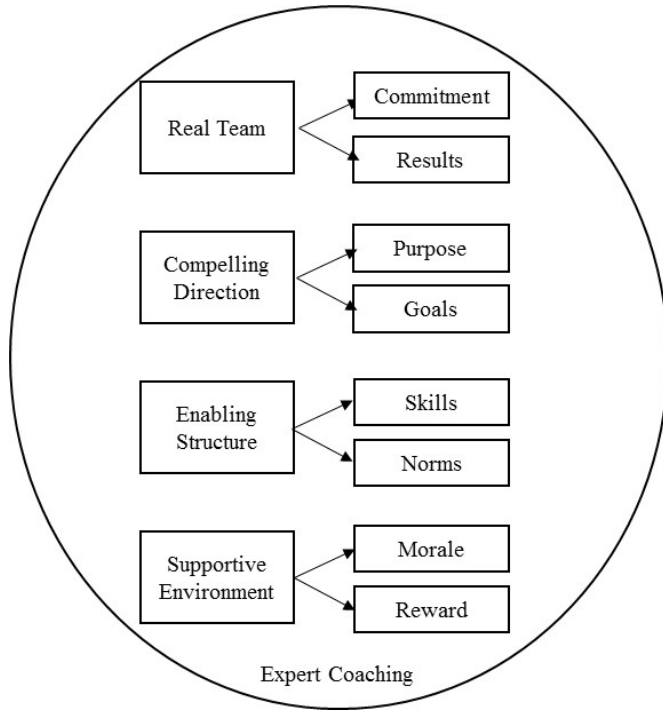 Real Team
Commitment
Results
Compelling
Direction
Purpose
Goals
Enabling
Structure
Skills
Norms
Supportive
Environment
Morale
Reward
Expert Coaching